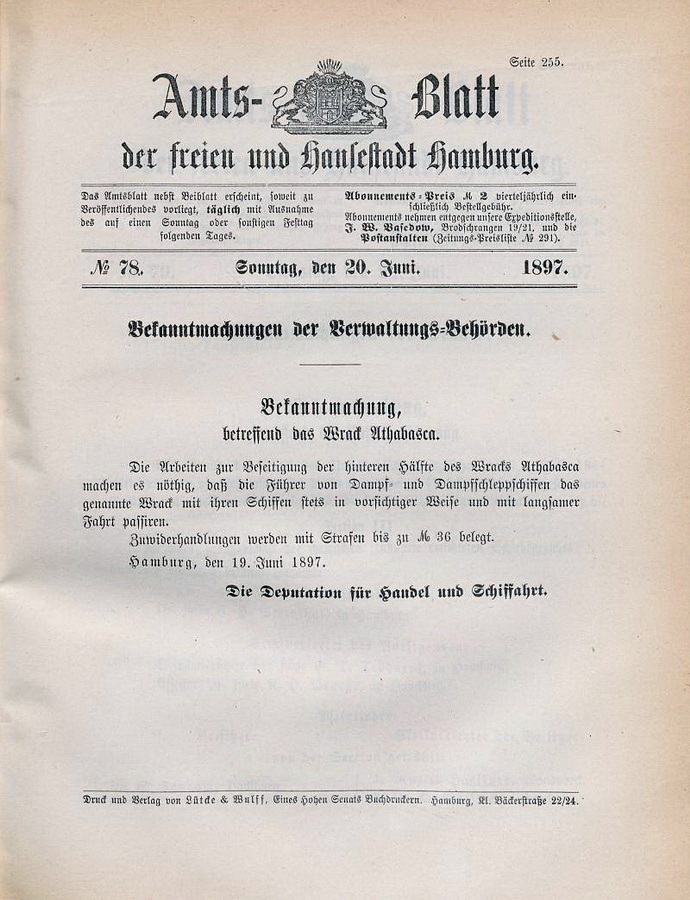 Seite 255.
Amts- Blatt
der freien und Hansestadt Hamburg.
Das Amtsblatt nebst Beiblatt erscheint, soweit zu
Veröffentlichendes vorliegt, täglich mit Ausnahme
des auf einen Sonntag oder sonstigen Festtag
folgenden Tages.
Abonnements-Preis ℳ 2 vierteljährlich ein-
schließlich Bestellgebühr.
Abonnements nehmen entgegen unsere Expeditionsstelle,
J. W. Basedow, Brodschrangen 19/21, und die
Postanstalten (Zeitungs-Preislite № 291).
№ 78. Sonntag, den 20. Juni. 1897.
Bekanntmachungen der Verwaltungs-Behörden.
Bekanntmachung,
betreffend das Wrack Athabasca.
Die Arbeiten zur Beseitigung der hinteren Hälfte des Wracks Athabasca
machen es nöthig, daß die Führer von Dampf- und Dampfschleppschiffen das
genannte Wrack mit ihren Schiffen stets in vorsichtiger Weise und mit langsamer
Fahrt passiren.
Zuwiderhandlungen werden mit Strafen bis zu ℳ 36 belegt.
Hamburg, den 19. Juni 1897.
Die Deputation für Handel und Schiffahrt.
Druck und Verlag von Lütcke & Wulff, Eines Hohen Senats Buchdruckern. Hamburg, Kl. Bäckerstraße 22/24.